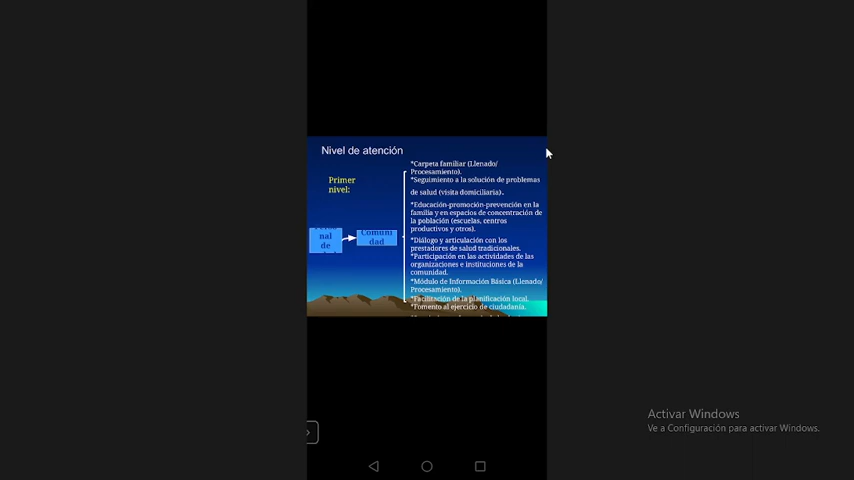 Nivel de atención
Primer
nivel:
nal
de
Comuni
dad
*Carpeta familiar (Llenado/
Procesamiento).
*Seguimiento a la solución de problemas
de salud (visita domiciliaria).
*Educación-promoción-prevención en la
familia y en espacios de concentración de
la población (escuelas, centros
productivos y otros).
*Diálogo y articulación con los
prestadores de salud tradicionales.
*Participación en las actividades de las
organizaciones e instituciones de la
comunidad.
*Módulo de Información Básica (Llenado/
Procesamiento).
*Facilitación de la planificación local.
*Fomento al ejercicio de ciudadanía.
Activar Windows
Ve a Configuración para activar Windows.